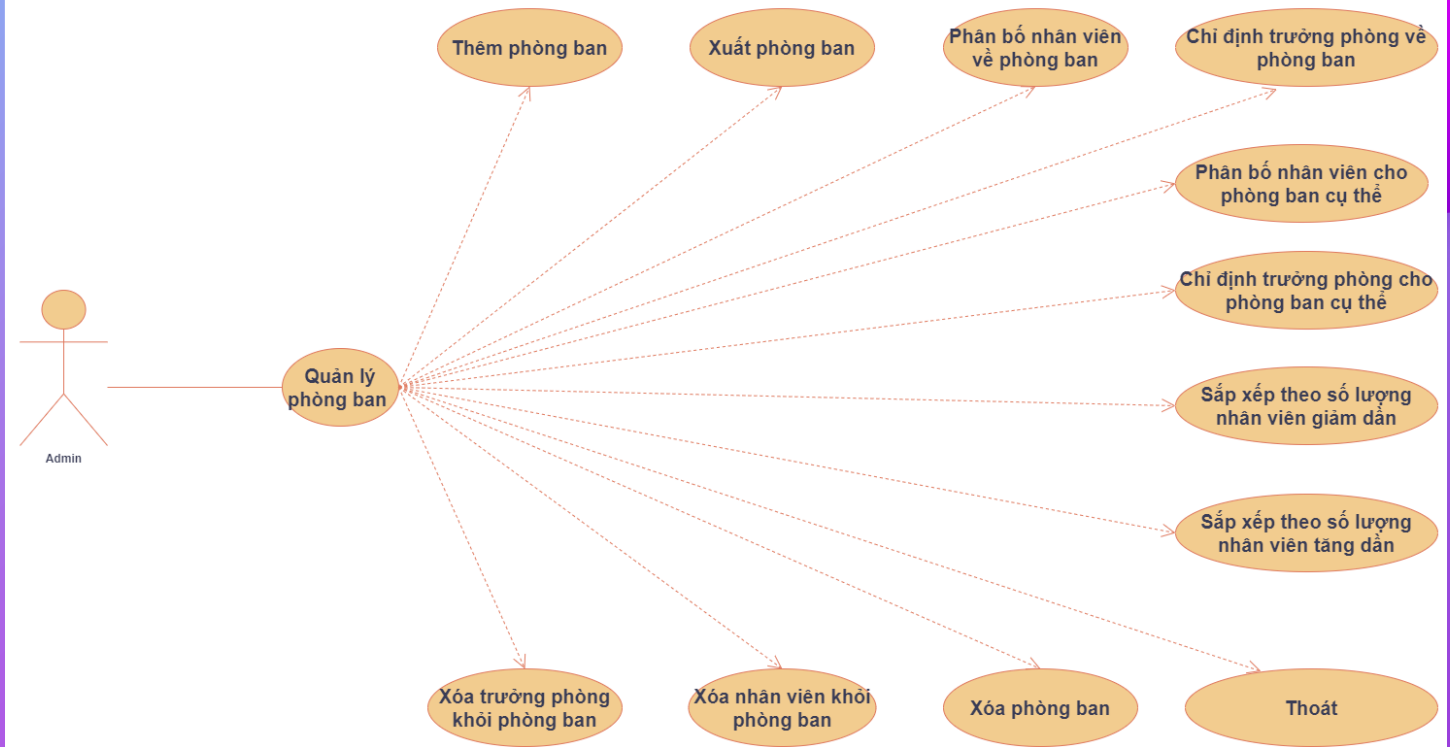 Thêm phòng ban
Xuất phòng ban
Phân bố nhân viên
về phòng ban
Chỉ định trưởng phòng về
phòng ban
Phân bố nhân viên cho
phòng ban cụ thể
Chỉ định trưởng phòng cho
phòng ban cụ thể
Quản lý
phòng ban
Admin
Sắp xếp theo số lượng
nhân viên giảm dần
Sắp xếp theo số lượng
nhân viên tăng dần
Xóa trưởng phòng
khỏi phòng ban
Xóa nhân viên khỏi
phòng ban
Xóa phòng ban
Thoát